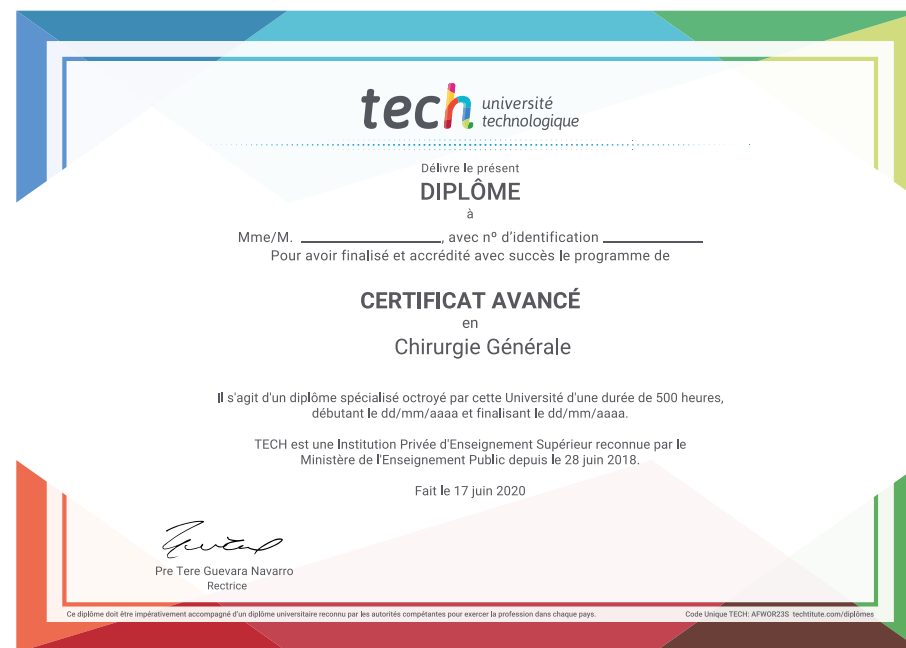 tech université
technologique
Délivre le présent
DIPLÔME
à
Mme/M. ____________________, avec nº d'identification ______________
Pour avoir finalisé et accrédité avec succès le programme de
CERTIFICAT AVANCÉ
en
Chirurgie Générale
Il s'agit d'un diplôme spécialisé octroyé par cette Université d'une durée de 500 heures,
débutant le dd/mm/aaaa et finalisant le dd/mm/aaaa.
TECH est une Institution Privée d'Enseignement Supérieur reconnue par le
Ministère de l'Enseignement Public depuis le 28 juin 2018.
Fait le 17 juin 2020
Pre Tere Guevara Navarro
Rectrice
Ce diplôme doit être impérativement accompagné d'un diplôme universitaire reconnu par les autorités compétantes pour exercer la profession dans chaque pays.
Code Unique TECH: AFWOR23S techtitute.com/diplômes